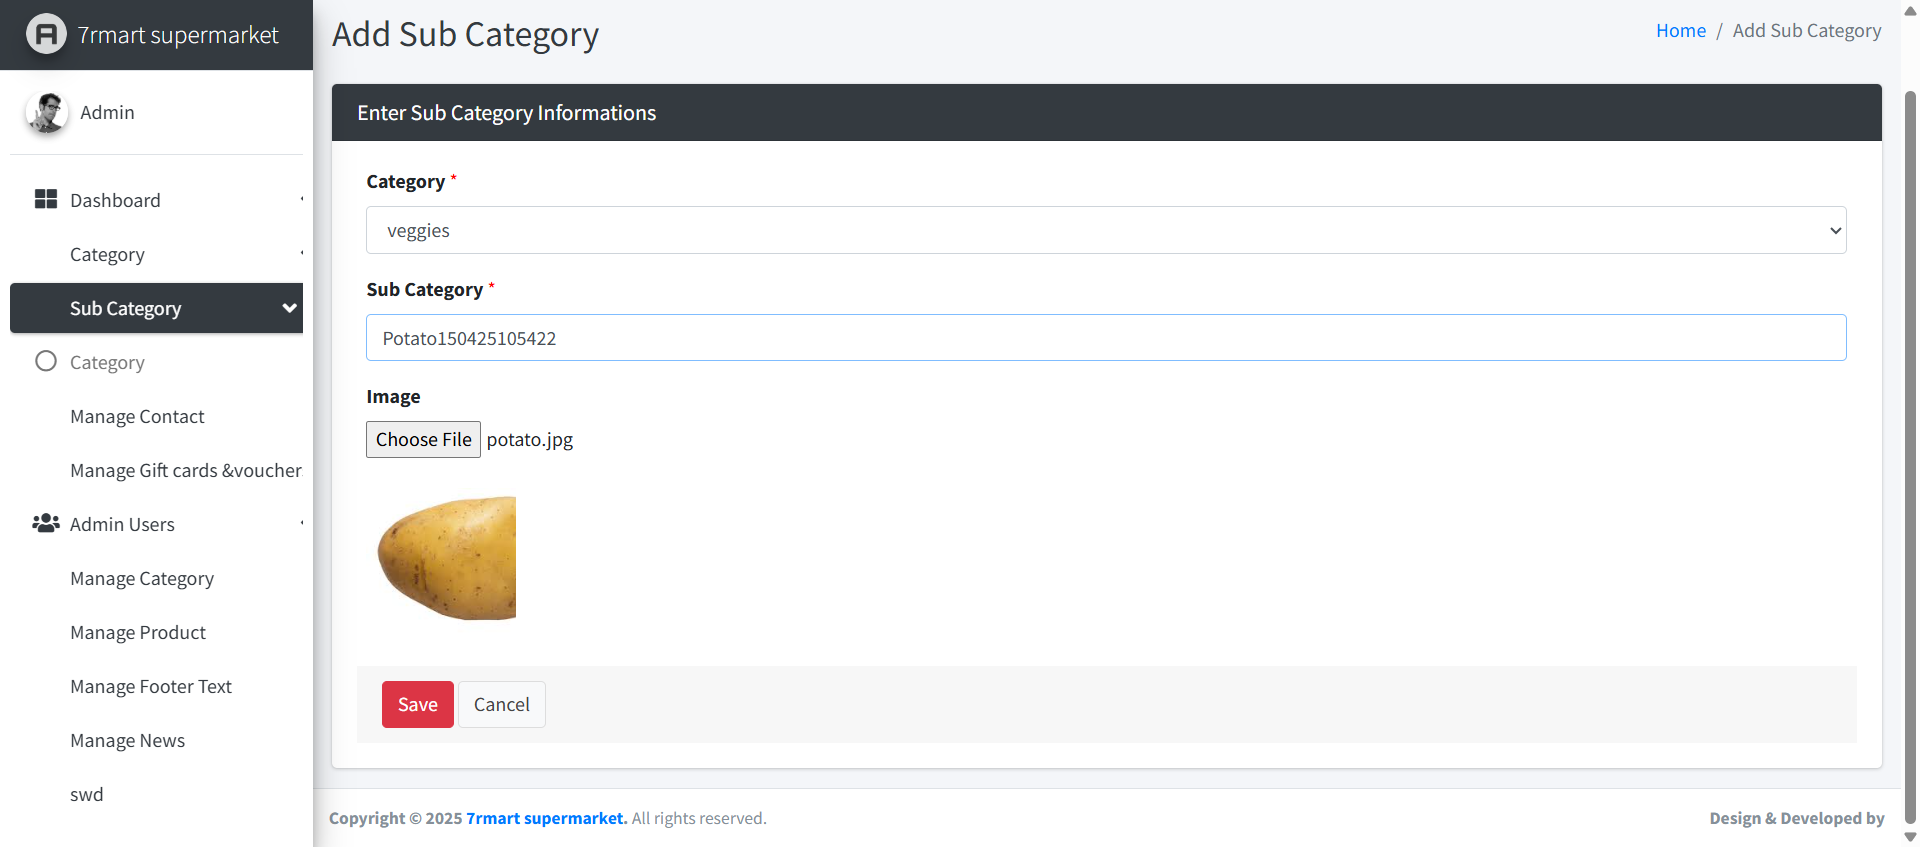 A 7rmart supermarket
Admin
Dashboard
Category
Sub Category
Category
Manage Contact
Manage Gift cards &voucher
Admin Users
Manage Category
Manage Product
Manage Footer Text
Manage News
swd
Add Sub Category
Home / Add Sub Category
Enter Sub Category Informations
Category *
veggies
Sub Category *
Potato150425105422
Image
Choose File potato.jpg
Save Cancel
Copyright © 2025 7rmart supermarket. All rights reserved.
Design & Developed by